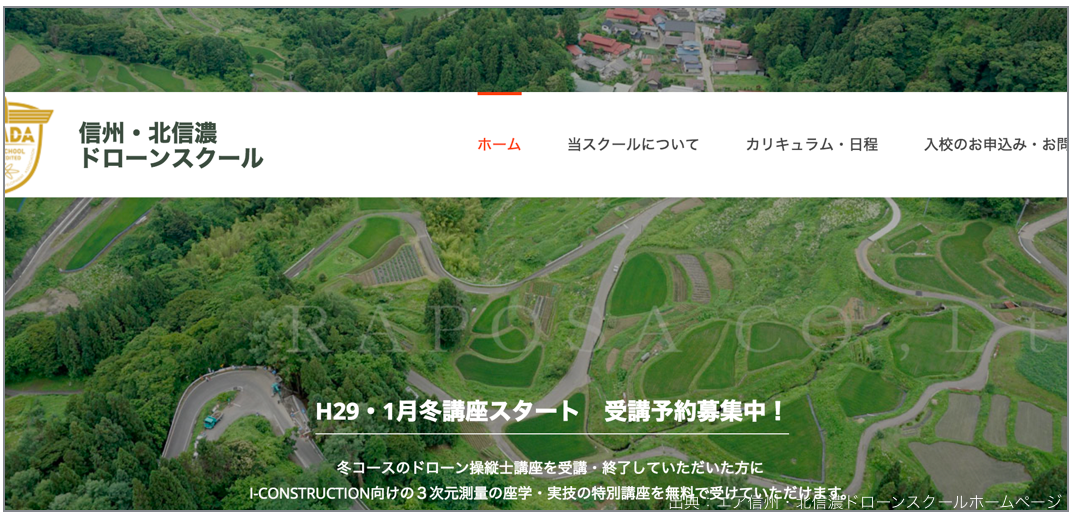 ADA
SCHOOL
信州・北信濃
ドローンスクール
ホーム
当スクールについて
カリキュラム・日程
入校のお申込み・お問
RAPOSA CO., Lt
H29・1月冬講座スタート　受講予約募集中！
冬コースのドローン操縦士講座を受講・終了していただいた方に
I-CONSTRUCTION向けの３次元測量の座学・実技の特別講座を無料で受けていただけます。
出典：エア信州・北信濃ドローンスクールホームページ